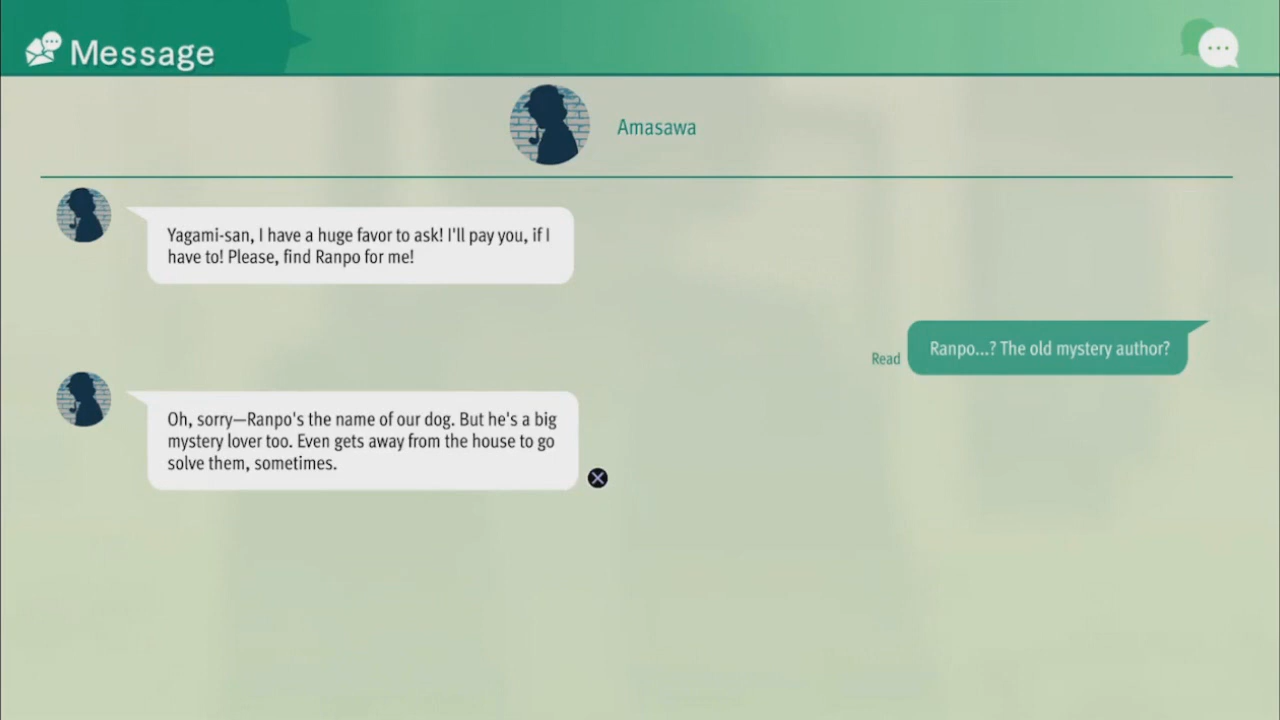 Message
Amasawa
Yagami-san, I have a huge favor to ask! I'll pay you, if I
have to! Please, find Ranpo for me!
Read
Ranpo...? The old mystery author?
Oh, sorry—Ranpo's the name of our dog. But he's a big
mystery lover too. Even gets away from the house to go
solve them, sometimes.